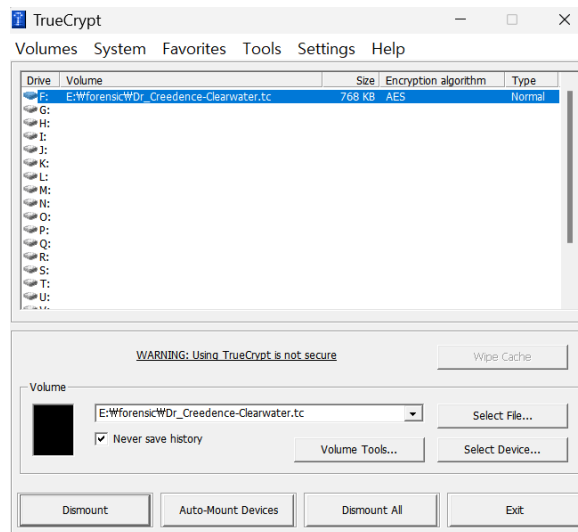 TrueCrypt
Volumes System Favorites Tools Settings Help
Drive Volume Size Encryption algorithm Type
F: E:₩forensic₩Dr_Creedence-Clearwater.tc 768 KB AES Normal
G:
H:
I:
J:
K:
L:
M:
N:
O:
P:
Q:
R:
S:
T:
U:
WARNING: Using TrueCrypt is not secure
Wipe Cache
Volume
E:₩forensic₩Dr_Creedence-Clearwater.tc
Select File...
Never save history
Volume Tools...
Select Device...
Dismount Auto-Mount Devices Dismount All Exit